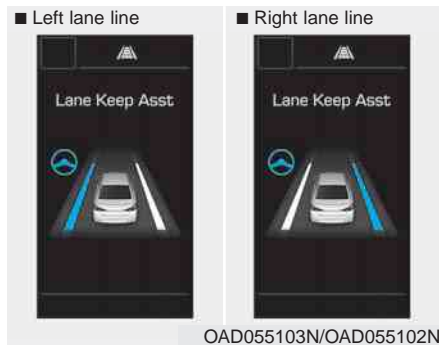 ■ Left lane line
■ Right lane line
Lane Keep Asst
Lane Keep Asst
OAD055103N/OAD055102N